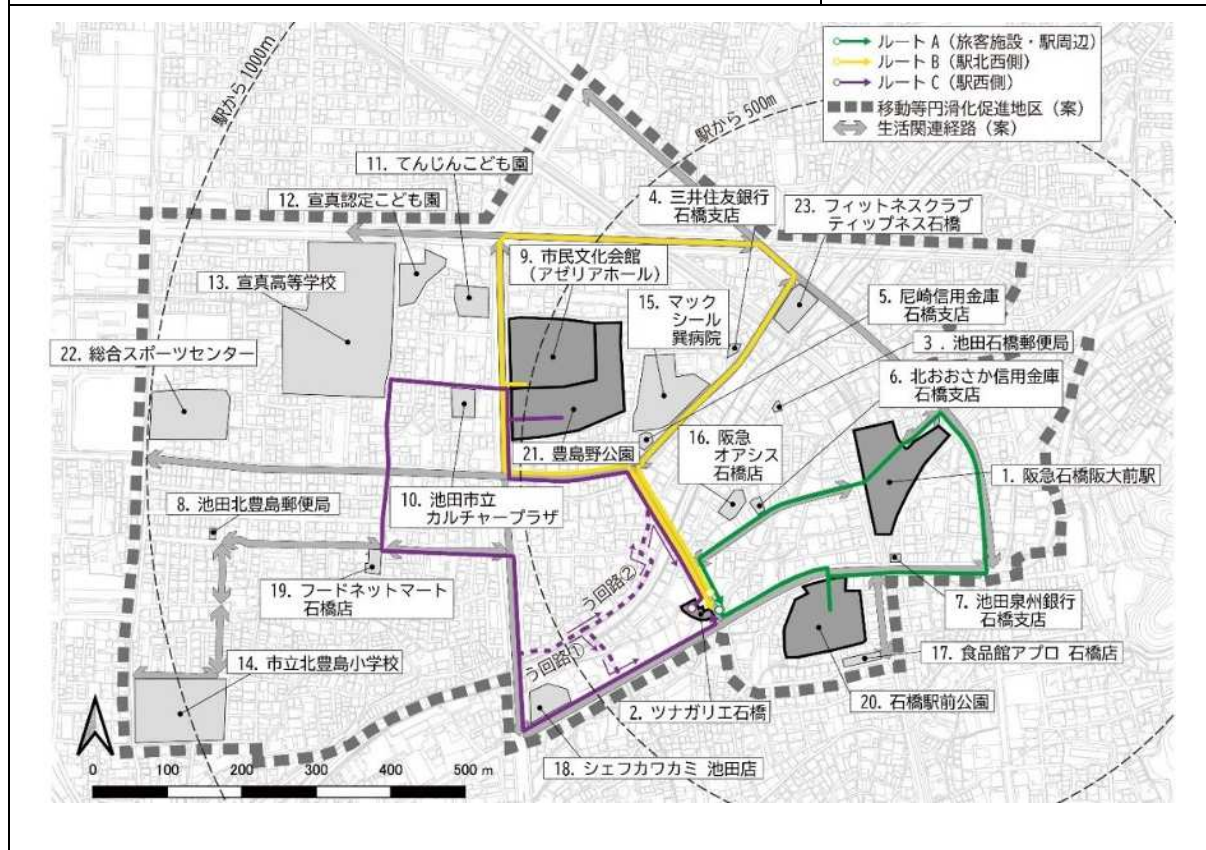 駅から 1000m
駅から 500m
ルート A（旅客施設・駅周辺）
ルート B（駅北西側）
ルート C（駅西側）
移動等円滑化促進地区（案）
生活関連経路（案）
11. てんじんこども園
12. 宣真認定こども園
4. 三井住友銀行
石橋支店
23. フィットネスクラブ
ティップネス石橋
9. 市民文化会館
（アゼリアホール）
13. 宣真高等学校
15. マック
シール
巽病院
5. 尼崎信用金庫
石橋支店
3 . 池田石橋郵便局
22. 総合スポーツセンター
6. 北おおさか信用金庫
石橋支店
21. 豊島野公園
16. 阪急
オアシス
石橋店
1. 阪急石橋阪大前駅
8. 池田北豊島郵便局
10. 池田市立
カルチャープラザ
う回路②
19. フードネットマート
石橋店
7. 池田泉州銀行
石橋支店
う回路①
17. 食品館アプロ 石橋店
14. 市立北豊島小学校
2. ツナガリエ石橋
20. 石橋駅前公園
18. シェフカワカミ 池田店
0 100 200 300 400 500 m